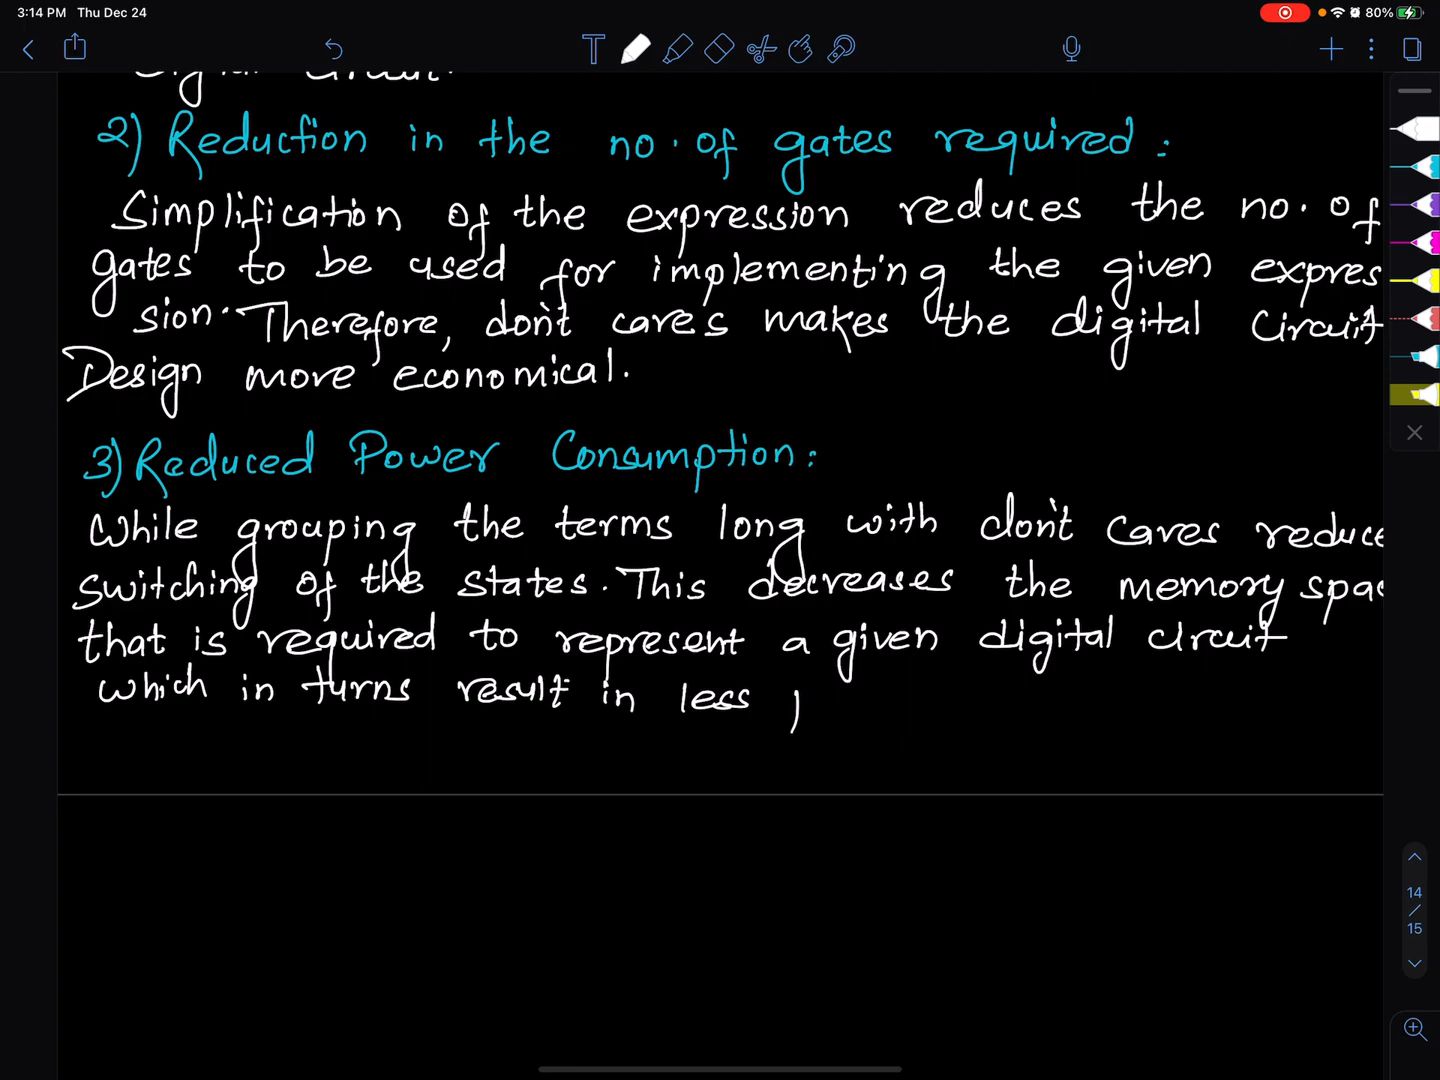 3:14 PM Thu Dec 24
80%
Digital Circuit.
2) Reduction in the no. of gates required :
Simplification of the expression reduces the no. of
gates to be used for implementing the given expres
sion. Therefore, don't cares makes the digital Circuit
Design more economical.
3) Reduced Power Consumption :
While grouping the terms long with don't cares reduce
switching of the states. This decreases the memory spac
that is required to represent a given digital circuit
which in turns result in less
14
/
15